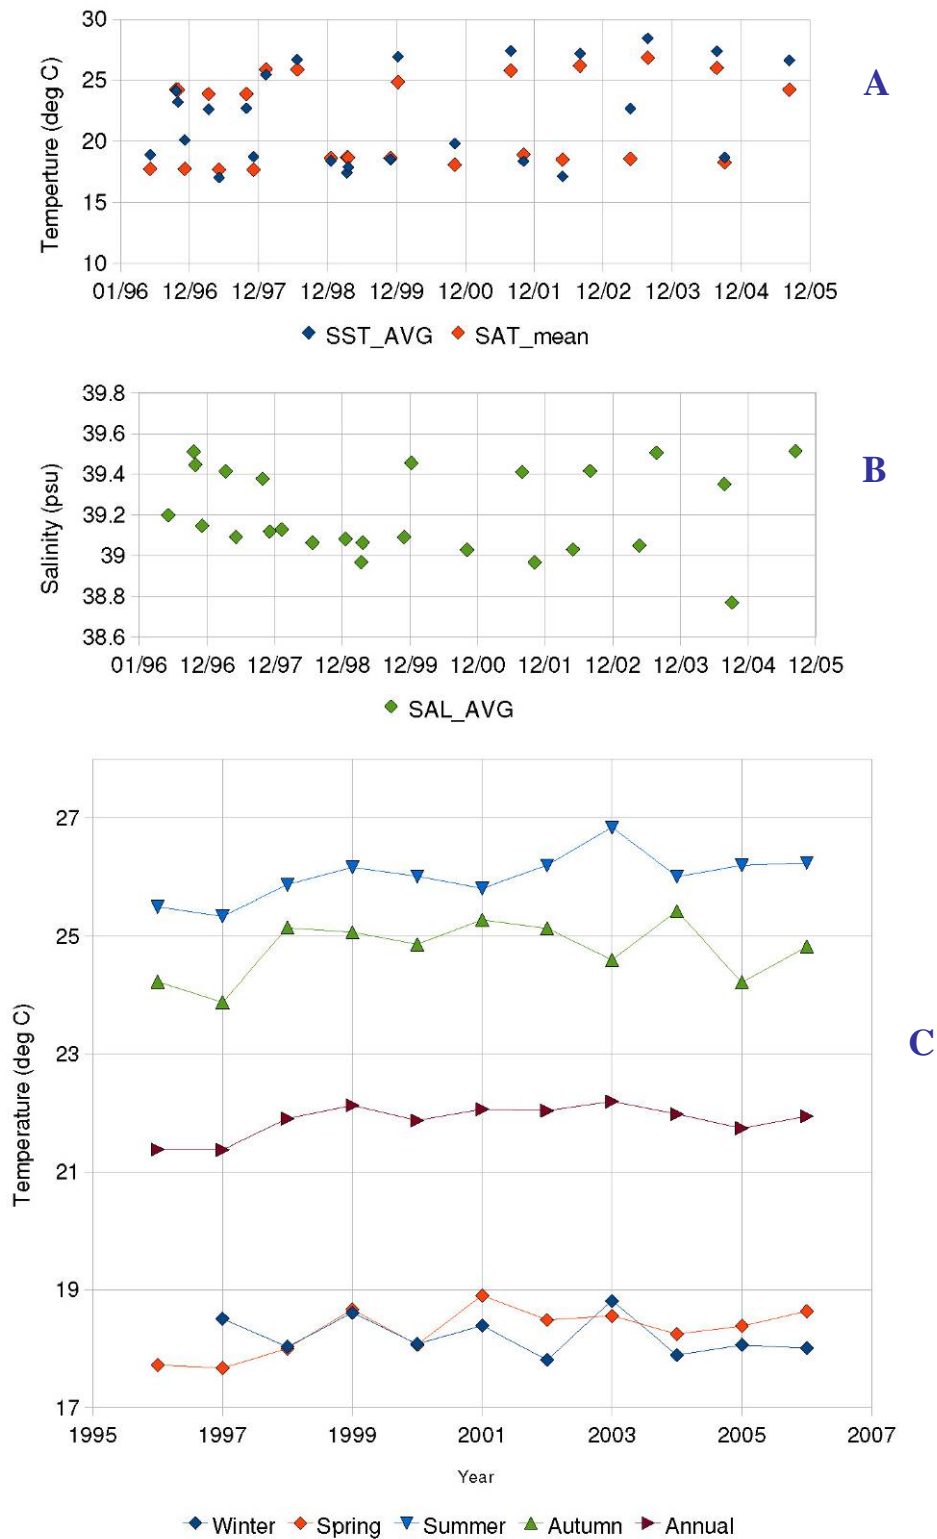 30
25
20
15
10
Temperture (deg C)
A
01/96 12/96 12/97 12/98 12/99 12/00 12/01 12/02 12/03 12/04 12/05
SST_AVG SAT_mean
39.8
39.6
39.4
39.2
39
38.8
38.6
Salinity (psu)
B
01/96 12/96 12/97 12/98 12/99 12/00 12/01 12/02 12/03 12/04 12/05
SAL_AVG
27
25
23
21
19
17
Temperature (deg C)
C
1995 1997 1999 2001 2003 2005 2007
Year
Winter Spring Summer Autumn Annual